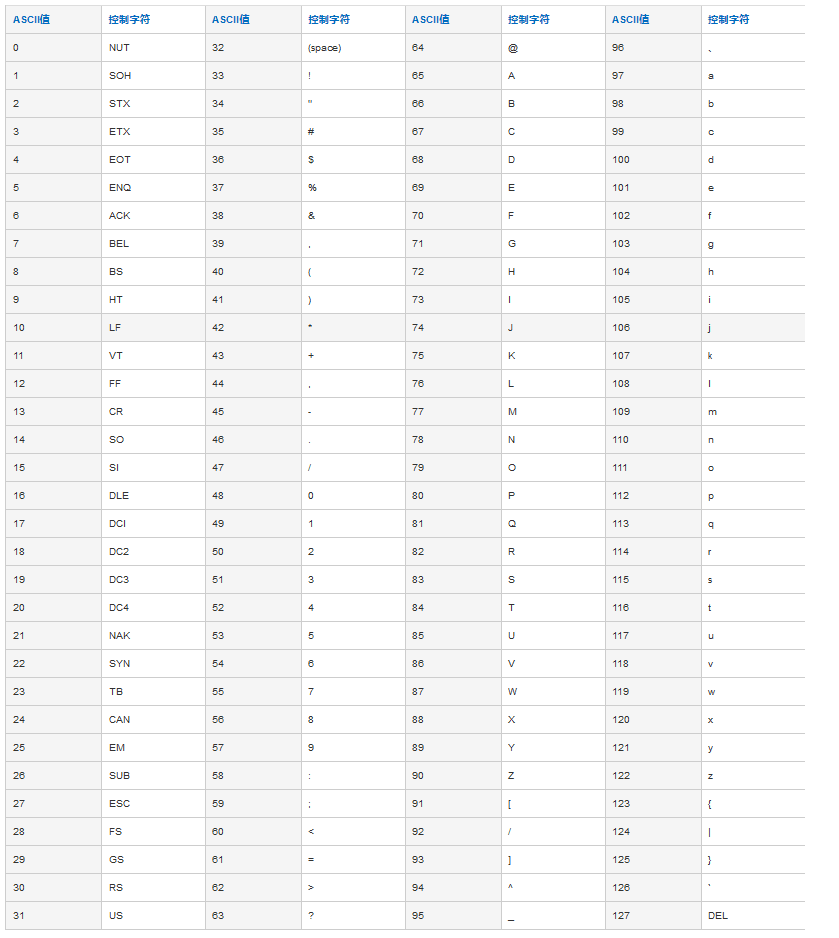 ASCII值 控制字符 ASCII值 控制字符 ASCII值 控制字符 ASCII值 控制字符
0 NUT 32 (space) 64 @ 96 、
1 SOH 33 ! 65 A 97 a
2 STX 34 " 66 B 98 b
3 ETX 35 # 67 C 99 c
4 EOT 36 $ 68 D 100 d
5 ENQ 37 % 69 E 101 e
6 ACK 38 & 70 F 102 f
7 BEL 39 , 71 G 103 g
8 BS 40 ( 72 H 104 h
9 HT 41 ) 73 I 105 i
10 LF 42 * 74 J 106 j
11 VT 43 + 75 K 107 k
12 FF 44 , 76 L 108 l
13 CR 45 - 77 M 109 m
14 SO 46 . 78 N 110 n
15 SI 47 / 79 O 111 o
16 DLE 48 0 80 P 112 p
17 DCI 49 1 81 Q 113 q
18 DC2 50 2 82 R 114 r
19 DC3 51 3 83 S 115 s
20 DC4 52 4 84 T 116 t
21 NAK 53 5 85 U 117 u
22 SYN 54 6 86 V 118 v
23 TB 55 7 87 W 119 w
24 CAN 56 8 88 X 120 x
25 EM 57 9 89 Y 121 y
26 SUB 58 : 90 Z 122 z
27 ESC 59 ; 91 [ 123 {
28 FS 60 < 92 / 124 |
29 GS 61 = 93 ] 125 }
30 RS 62 > 94 ^ 126 '
31 US 63 ? 95 _ 127 DEL